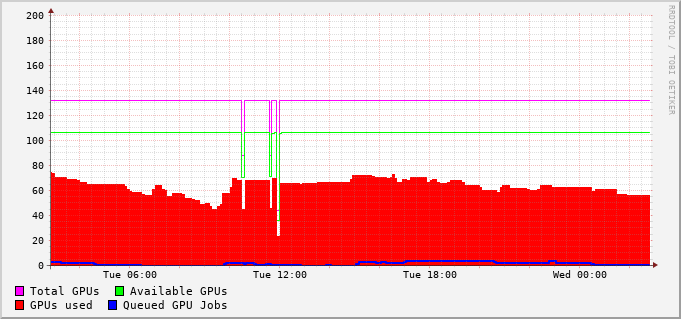 200
180
160
140
120
100
80
60
40
20
0
Tue 06:00 Tue 12:00 Tue 18:00 Wed 00:00
Total GPUs Available GPUs
GPUs used Queued GPU Jobs
RRDTOOL / TOBI OETIKER